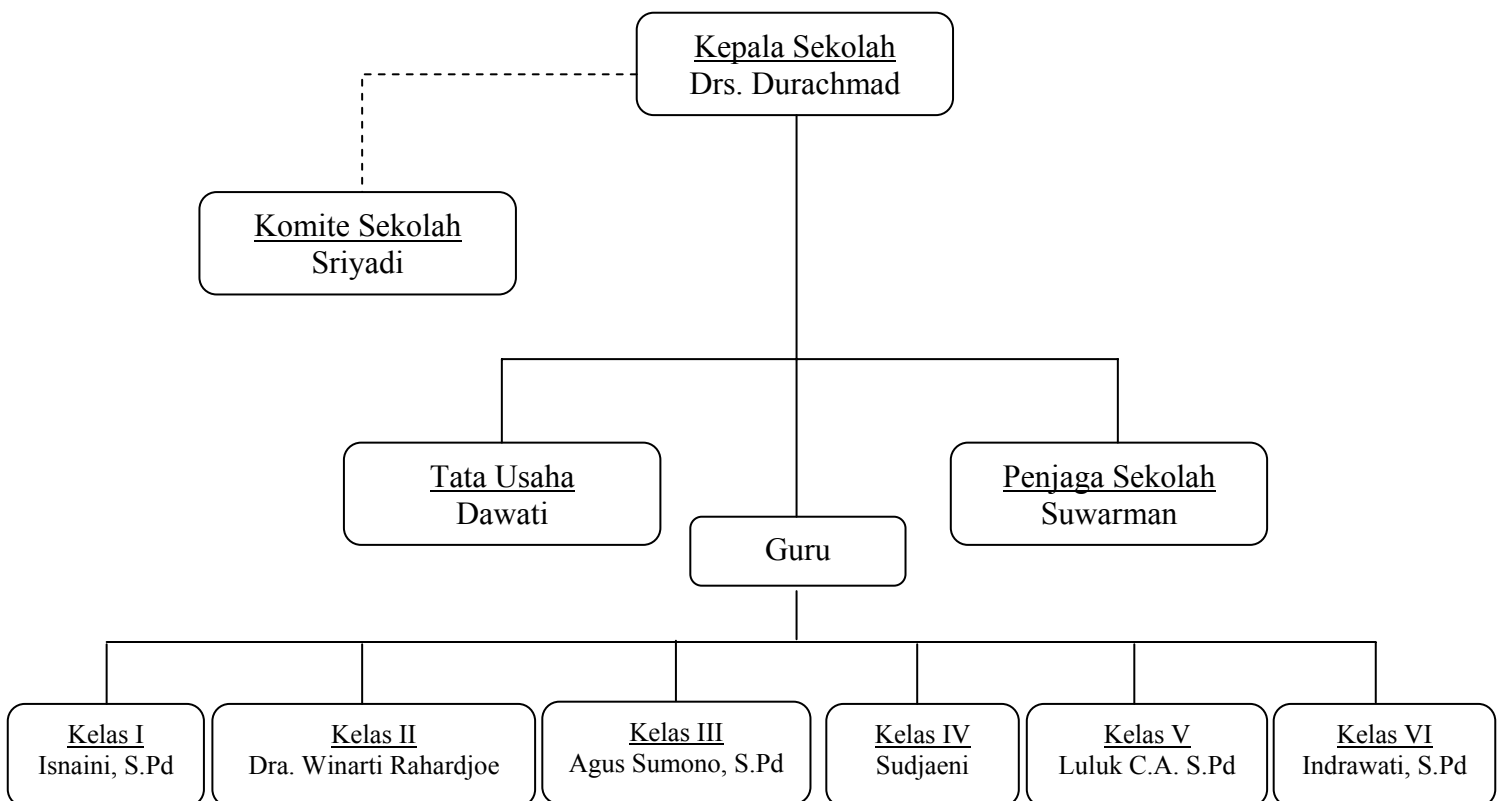 Kepala Sekolah
Drs. Durachmad
Komite Sekolah
Sriyadi
Tata Usaha
Dawati
Penjaga Sekolah
Suwarman
Guru
Kelas I
Isnaini, S.Pd
Kelas II
Dra. Winarti Rahardjoe
Kelas III
Agus Sumono, S.Pd
Kelas IV
Sudjaeni
Kelas V
Luluk C.A. S.Pd
Kelas VI
Indrawati, S.Pd